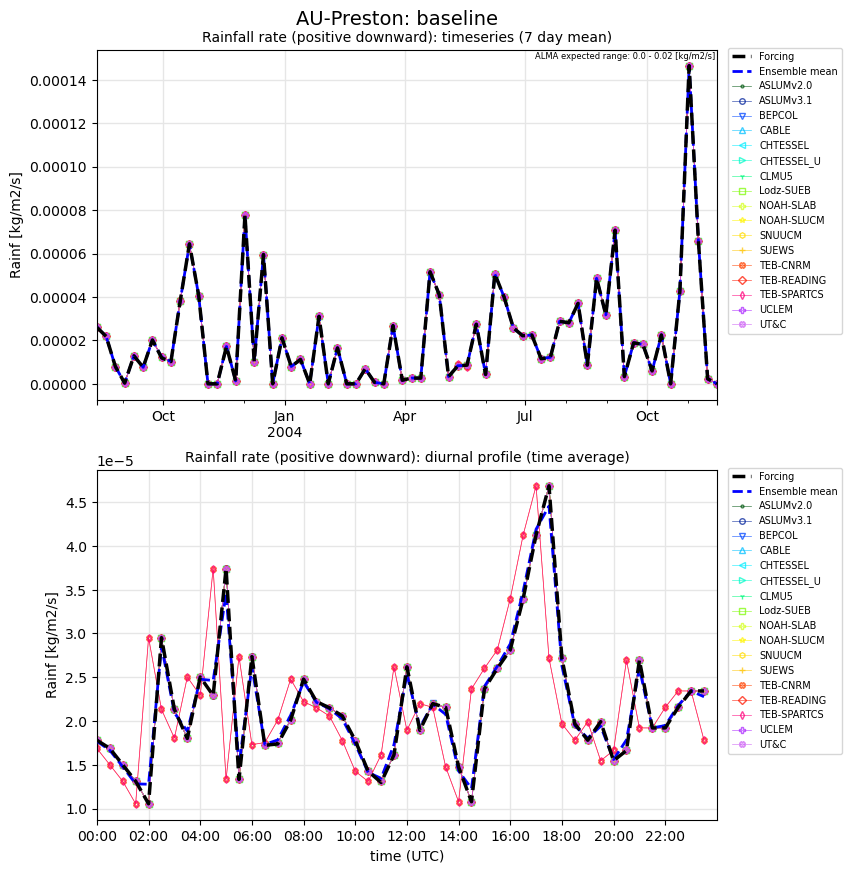 AU-Preston: baseline
Rainfall rate (positive downward): timeseries (7 day mean)
ALMA expected range: 0.0 - 0.02 [kg/m2/s]
0.00014
0.00012
0.00010
0.00008
0.00006
0.00004
0.00002
0.00000
Rainf [kg/m2/s]
Oct
Jan
2004
Apr
Jul
Oct
Forcing
Ensemble mean
ASLUMv2.0
ASLUMv3.1
BEPCOL
CABLE
CHTESSEL
CHTESSEL_U
CLMU5
Lodz-SUEB
NOAH-SLAB
NOAH-SLUCM
SNUUCM
SUEWS
TEB-CNRM
TEB-READING
TEB-SPARTCS
UCLEM
UT&C
1e−5
Rainfall rate (positive downward): diurnal profile (time average)
4.5
4.0
3.5
3.0
2.5
2.0
1.5
1.0
Rainf [kg/m2/s]
00:00
02:00
04:00
06:00
08:00
10:00
12:00
14:00
16:00
18:00
20:00
22:00
time (UTC)
Forcing
Ensemble mean
ASLUMv2.0
ASLUMv3.1
BEPCOL
CABLE
CHTESSEL
CHTESSEL_U
CLMU5
Lodz-SUEB
NOAH-SLAB
NOAH-SLUCM
SNUUCM
SUEWS
TEB-CNRM
TEB-READING
TEB-SPARTCS
UCLEM
UT&C